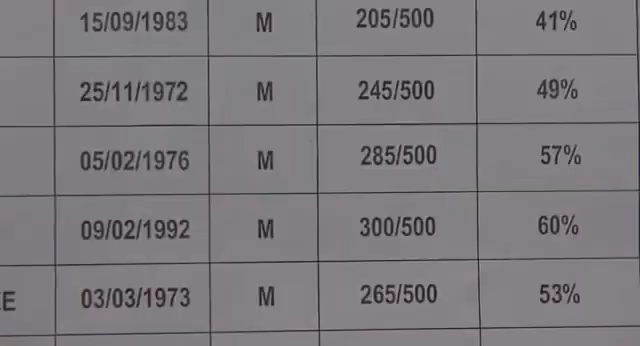 15/09/1983 M 205/500 41%
25/11/1972 M 245/500 49%
05/02/1976 M 285/500 57%
09/02/1992 M 300/500 60%
03/03/1973 M 265/500 53%